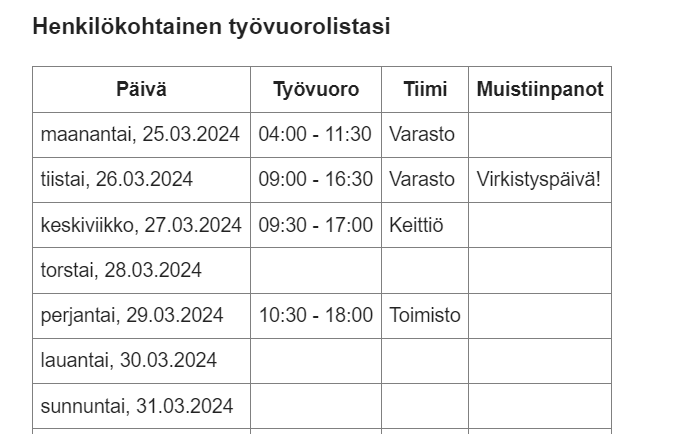 Henkilökohtainen työvuorolistasi
Päivä Työvuoro Tiimi Muistiinpanot
maanantai, 25.03.2024 04:00 - 11:30 Varasto
tiistai, 26.03.2024 09:00 - 16:30 Varasto Virkistyspäivä!
keskiviikko, 27.03.2024 09:30 - 17:00 Keittiö
torstai, 28.03.2024
perjantai, 29.03.2024 10:30 - 18:00 Toimisto
lauantai, 30.03.2024
sunnuntai, 31.03.2024